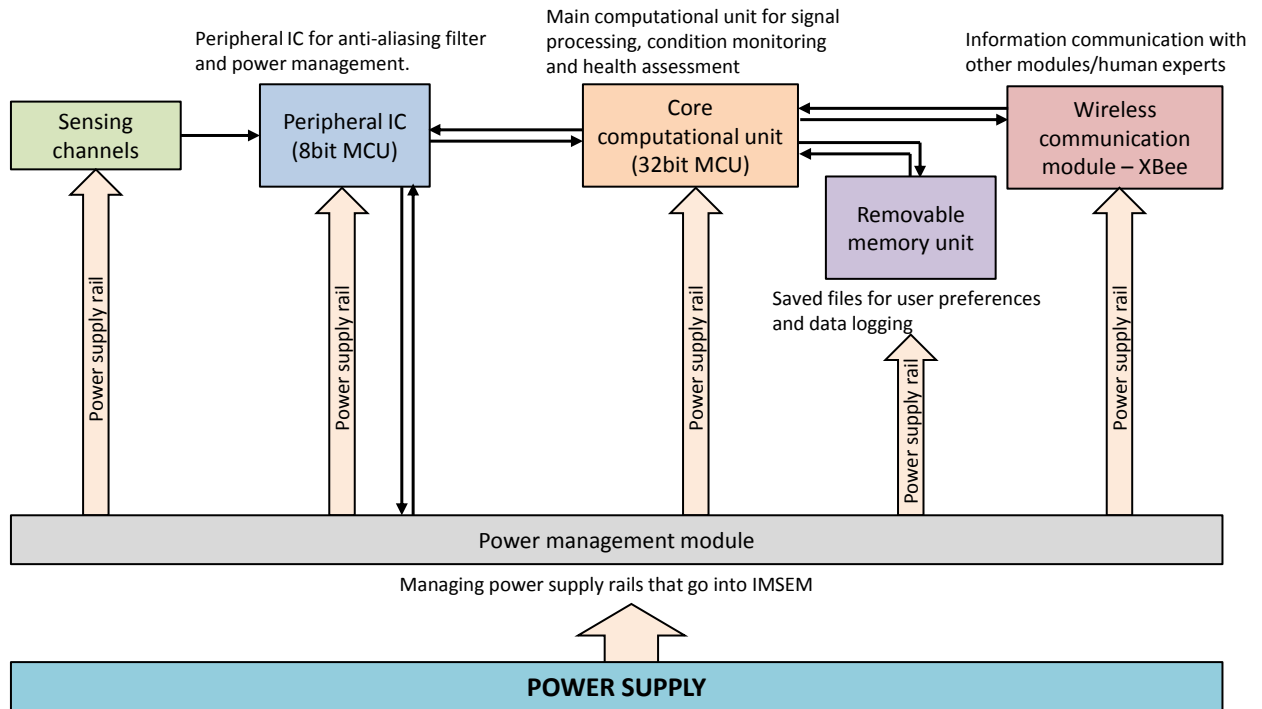 Peripheral IC for anti-aliasing filter
and power management.
Main computational unit for signal
processing, condition monitoring
and health assessment
Information communication with
other modules/human experts
Sensing
channels
Peripheral IC
(8bit MCU)
Core
computational unit
(32bit MCU)
Wireless
communication
module – XBee
Removable
memory unit
Saved files for user preferences
and data logging
Power supply rail
Power supply rail
Power supply rail
Power supply rail
Power supply rail
Power management module
Managing power supply rails that go into IMSEM
POWER SUPPLY